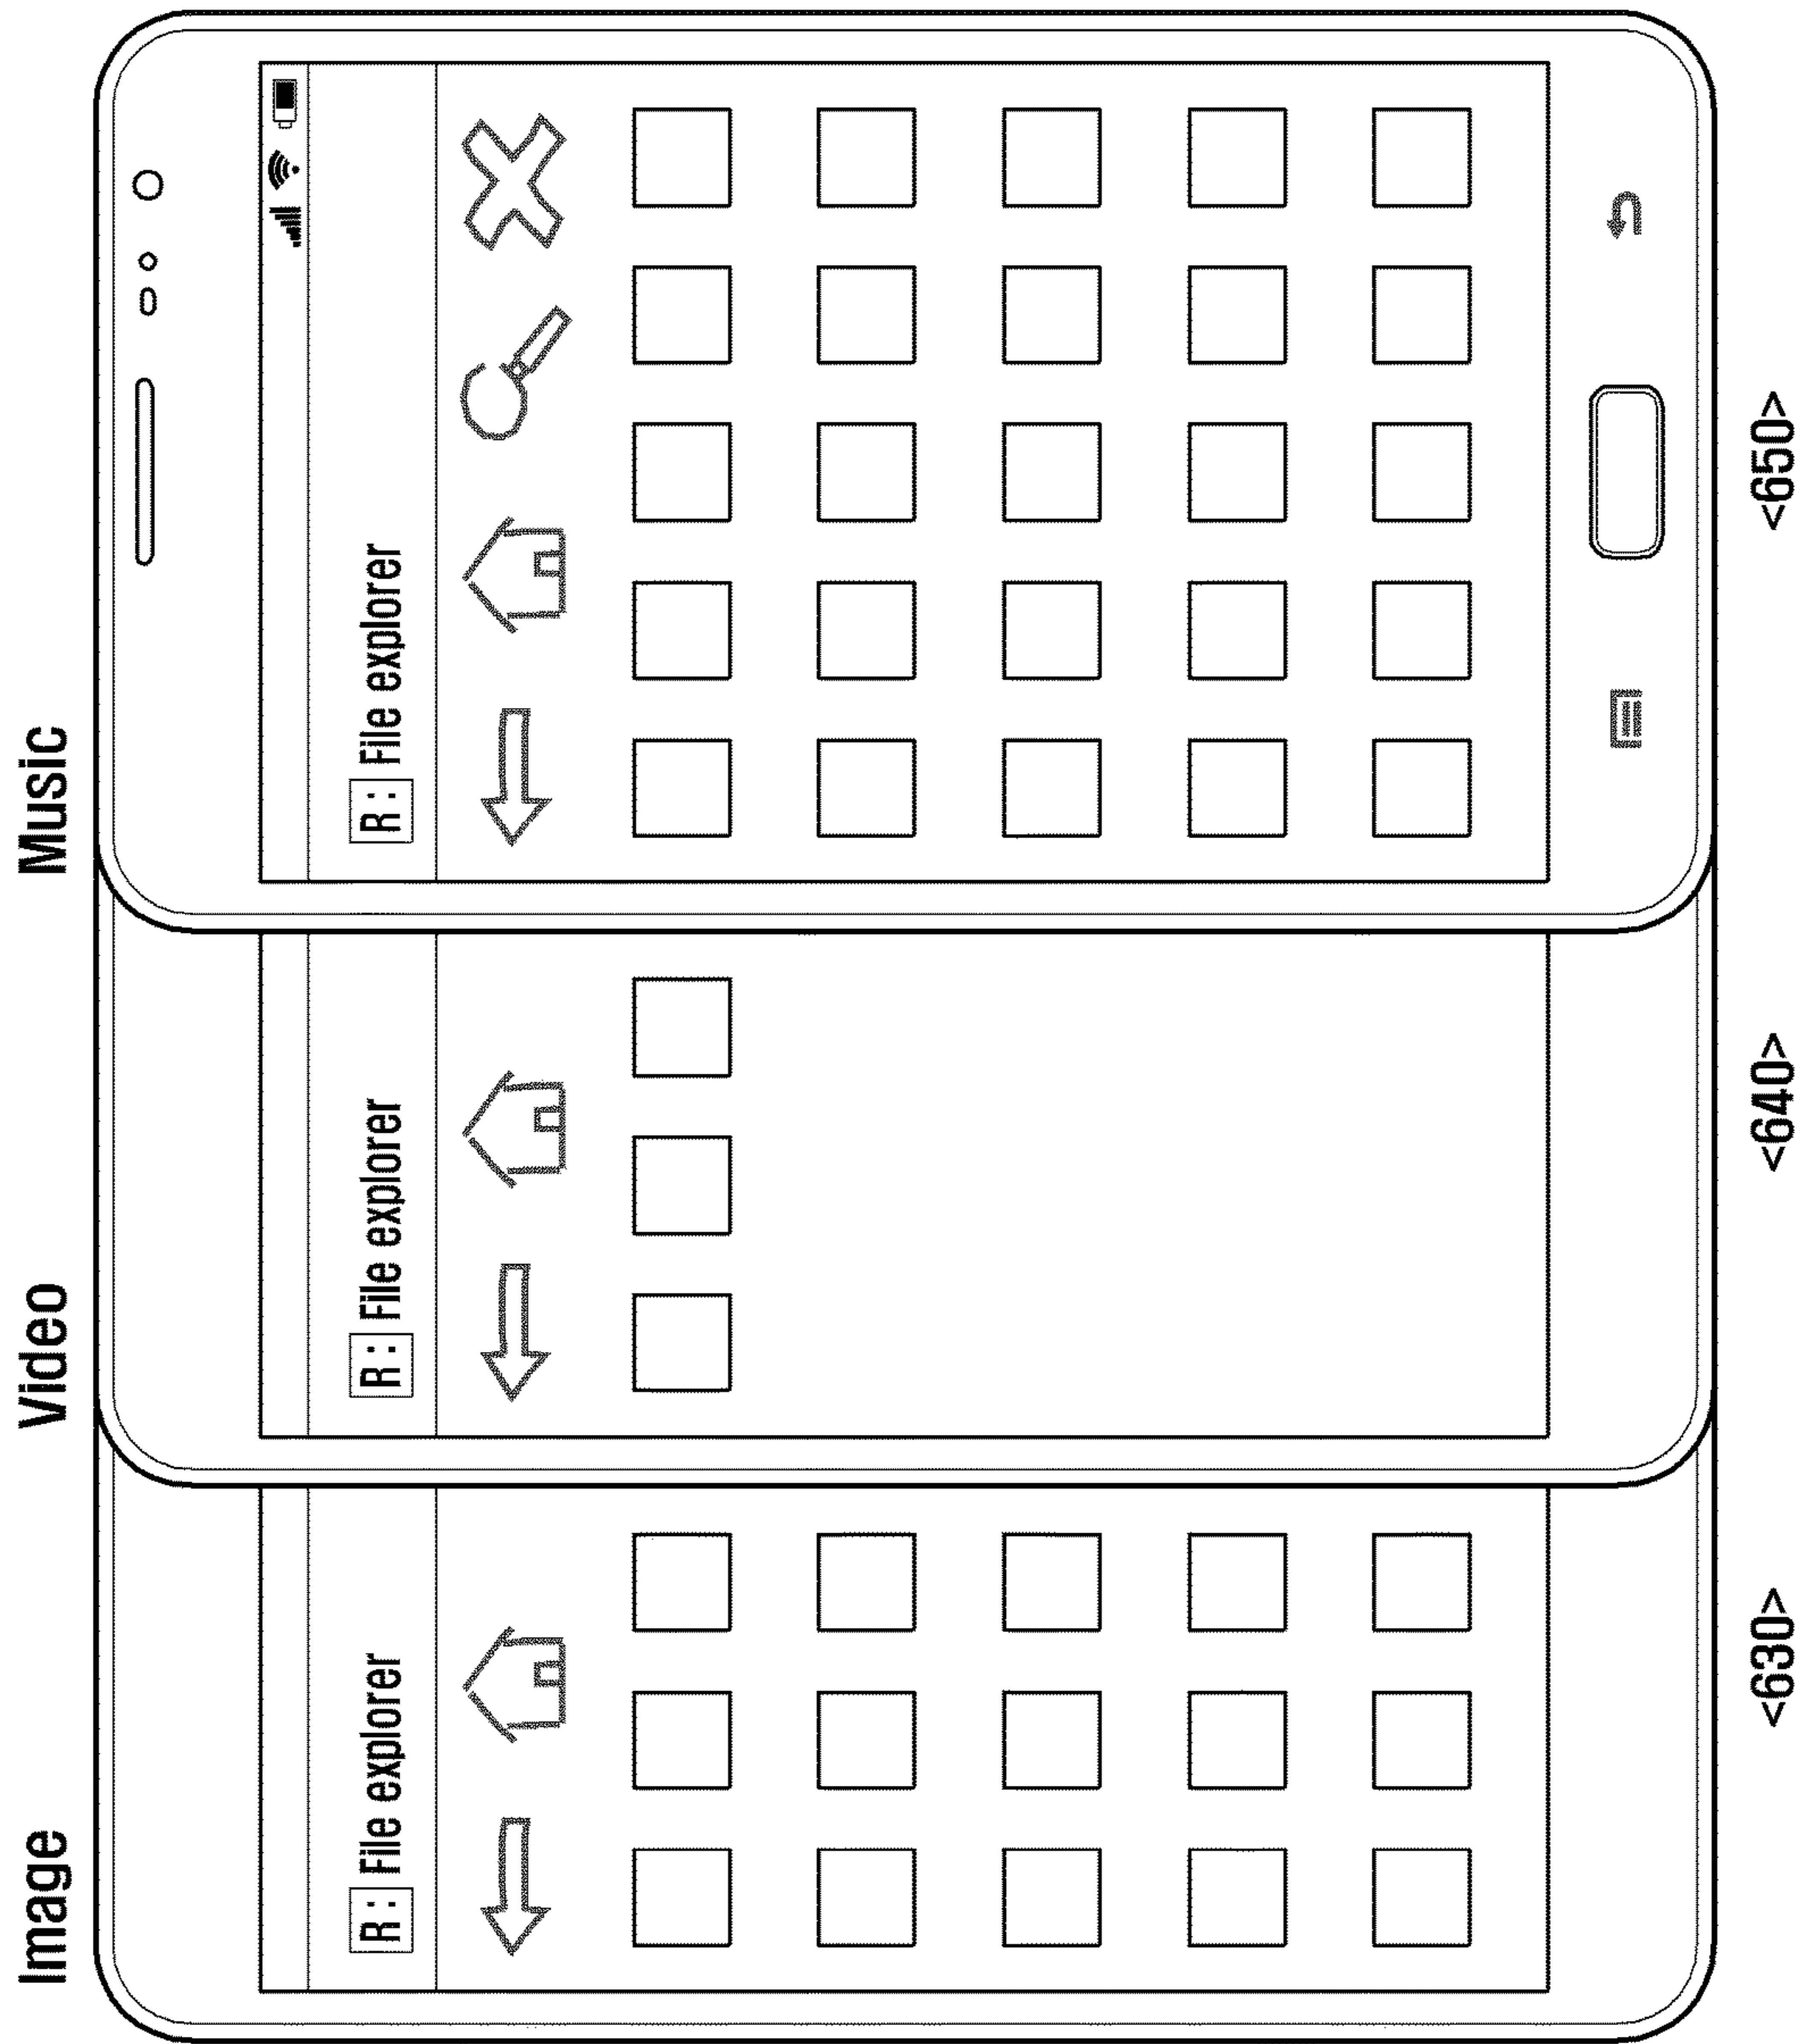 Image Video Music
R: File explorer R: File explorer R: File explorer
<630> <640> <650>